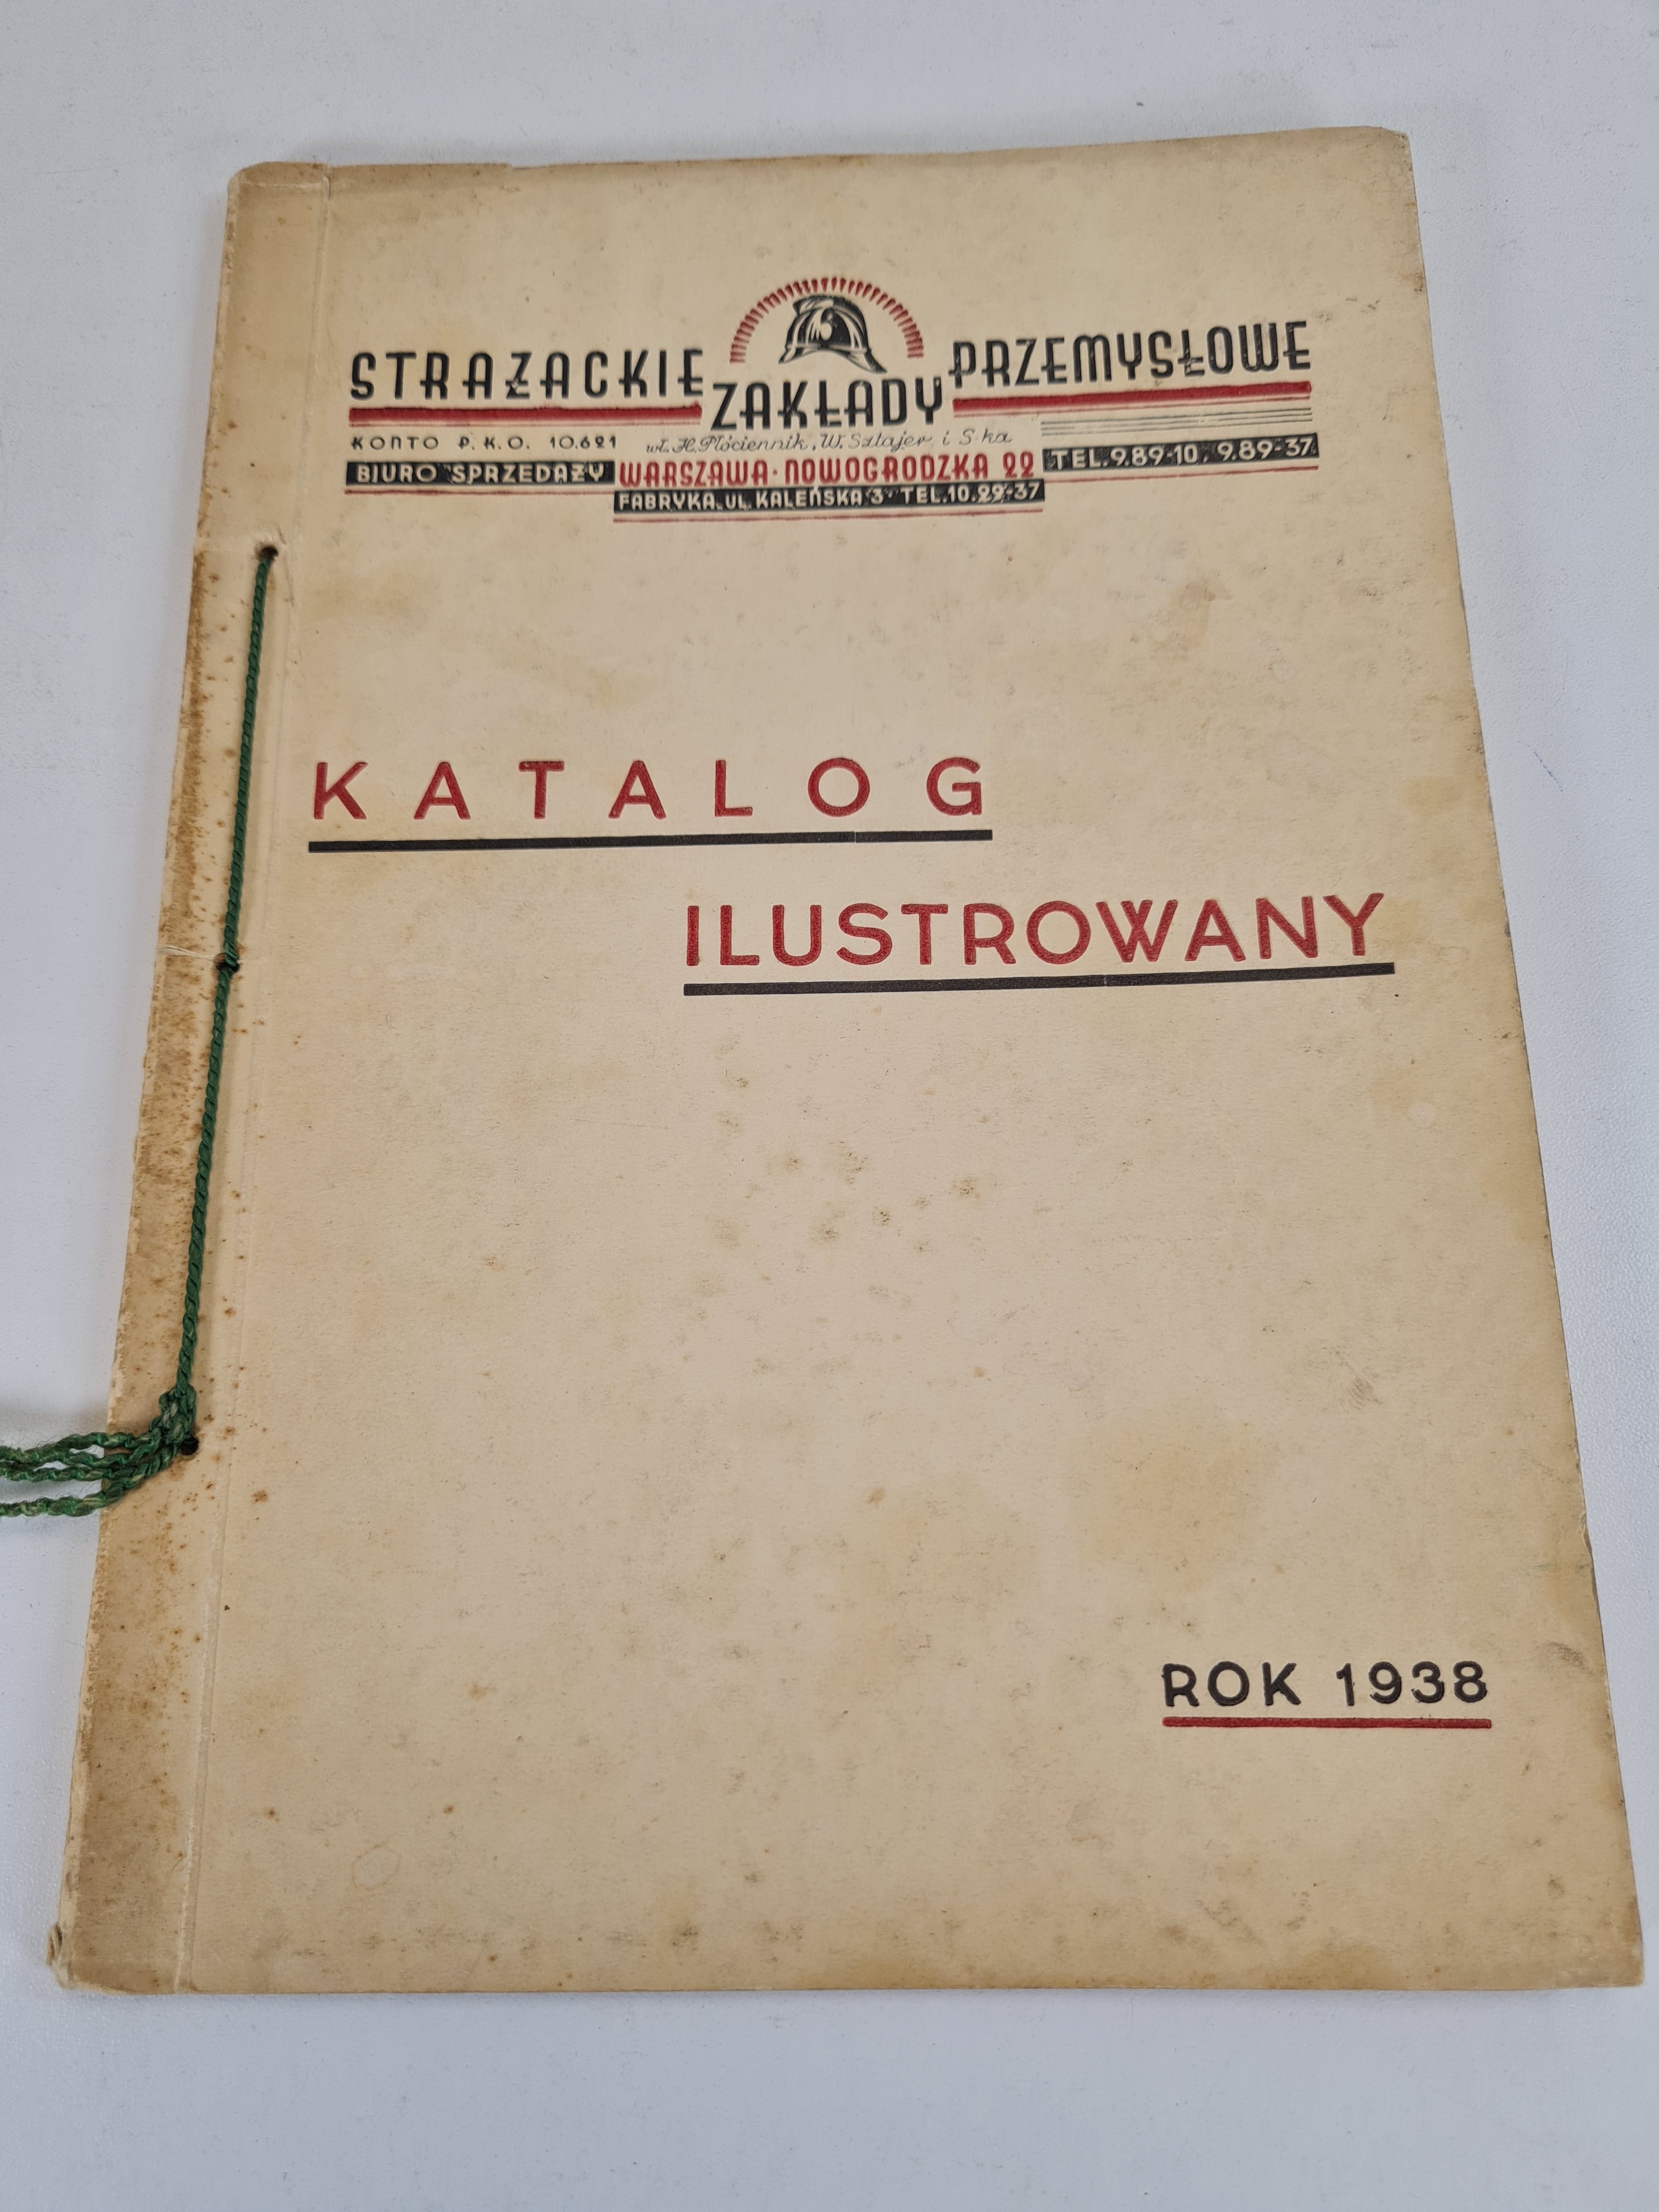 STRAŻACKIE ZAKŁADY PRZEMYSŁOWE
KONTO P.K.O. 10.621
wł. H. Płóciennik, W. Sztajer i S-ka
BIURO SPRZEDAŻY WARSZAWA · NOWOGRODZKA 22 TEL. 9.89-10, 9.89-37
FABRYKA, UL. KALEŃSKA 3 · TEL. 10.29-37
KATALOG
ILUSTROWANY
ROK 1938